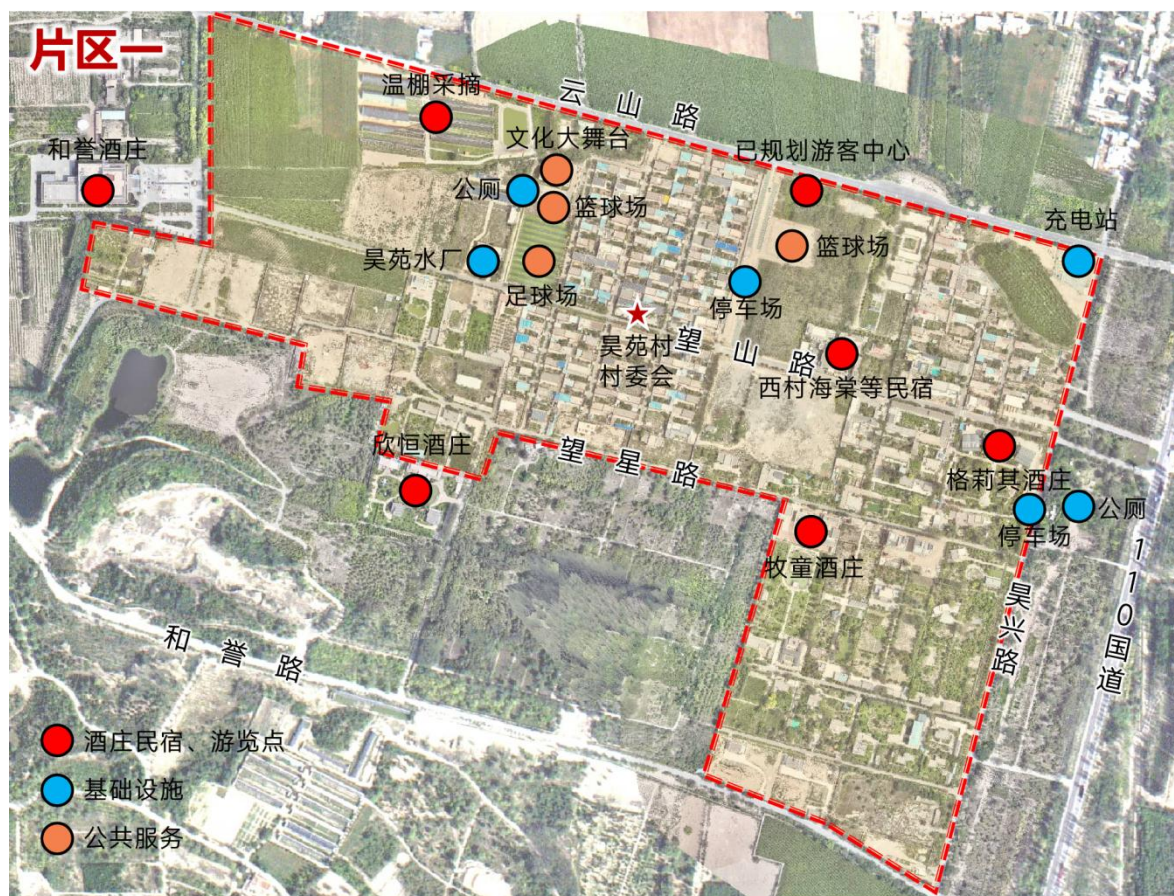 片区一
温棚采摘
云山路
和誉酒庄
文化大舞台
已规划游客中心
公厕
篮球场
篮球场
充电站
昊苑水厂
足球场
停车场
昊苑村
村委会
望山路
西村海棠等民宿
欣恒酒庄
望星路
格莉其酒庄
公厕
停车场
牧童酒庄
110国道
昊兴路
和誉路
酒庄民宿、游览点
基础设施
公共服务